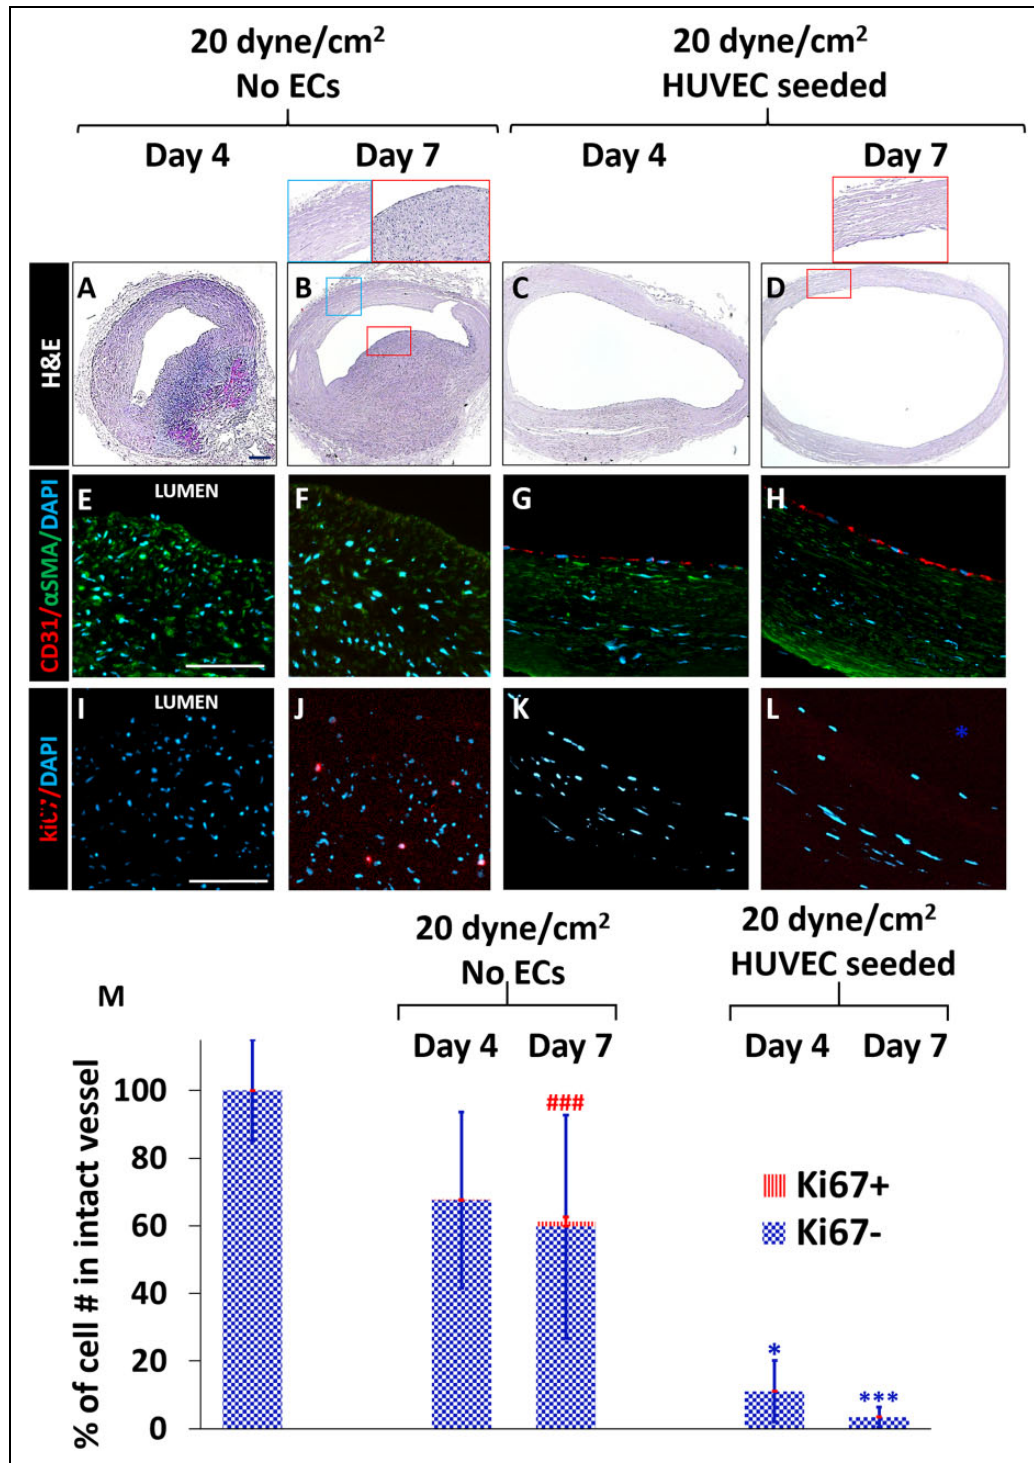 20 dyne/cm²
No ECs
20 dyne/cm²
HUVEC seeded
Day 4
Day 7
Day 4
Day 7
H&E
A
B
C
D
CD31/αSMA/DAPI
E
LUMEN
F
G
H
/DAPI
I
LUMEN
J
K
L
*
20 dyne/cm²
No ECs
20 dyne/cm²
HUVEC seeded
M
Day 4
Day 7
Day 4
Day 7
% of cell # in intact vessel
100
80
60
40
20
0
###
*
***
Ki67+
Ki67-